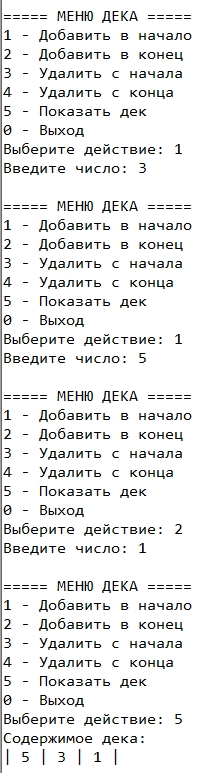 ===== МЕНЮ ДЕКА =====
1 - Добавить в начало
2 - Добавить в конец
3 - Удалить с начала
4 - Удалить с конца
5 - Показать дек
0 - Выход
Выберите действие: 1
Введите число: 3

===== МЕНЮ ДЕКА =====
1 - Добавить в начало
2 - Добавить в конец
3 - Удалить с начала
4 - Удалить с конца
5 - Показать дек
0 - Выход
Выберите действие: 1
Введите число: 5

===== МЕНЮ ДЕКА =====
1 - Добавить в начало
2 - Добавить в конец
3 - Удалить с начала
4 - Удалить с конца
5 - Показать дек
0 - Выход
Выберите действие: 2
Введите число: 1

===== МЕНЮ ДЕКА =====
1 - Добавить в начало
2 - Добавить в конец
3 - Удалить с начала
4 - Удалить с конца
5 - Показать дек
0 - Выход
Выберите действие: 5
Содержимое дека:
| 5 | 3 | 1 |